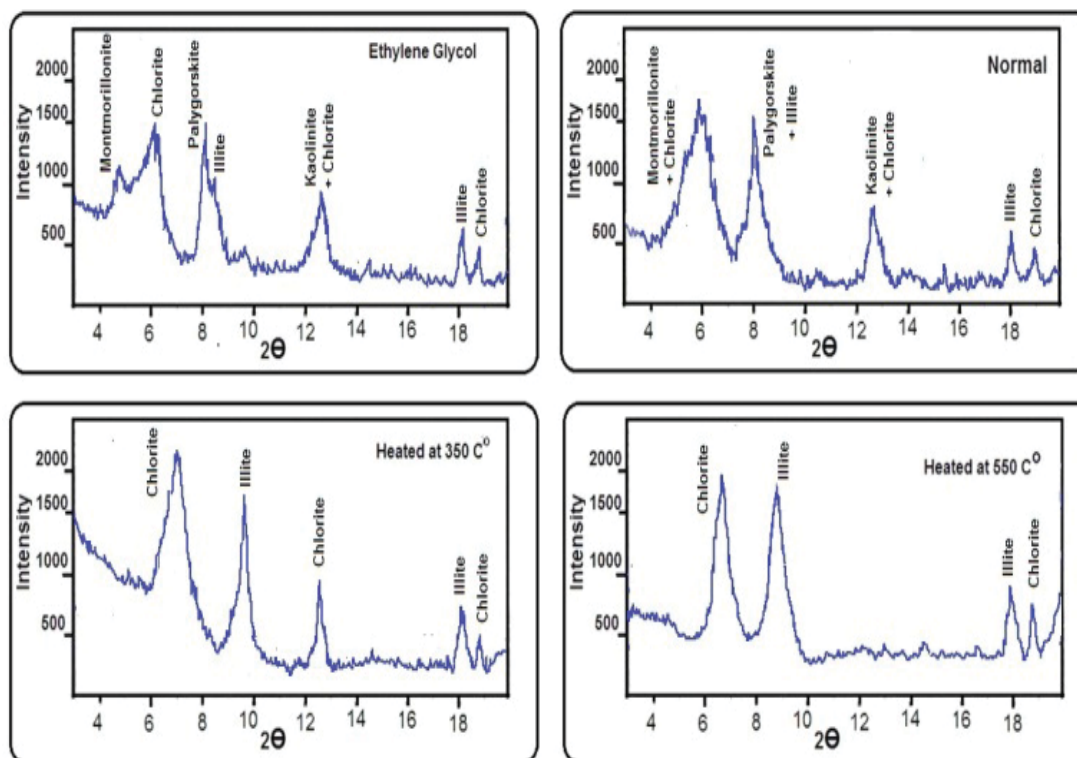 Ethylene Glycol
Intensity
2000
1500
1000
500
Montmorillonite
Chlorite
Palygorskite
Illite
Kaolinite
+ Chlorite
Illite
Chlorite
4 6 8 10 12 14 16 18
2θ
Normal
Intensity
2000
1500
1000
500
Montmorillonite
+ Chlorite
Palygorskite
+ Illite
Kaolinite
+ Chlorite
Illite
Chlorite
4 6 8 10 12 14 16 18
2θ
Heated at 350 C°
Intensity
2000
1500
1000
500
Chlorite
Illite
Chlorite
Illite
Chlorite
4 6 8 10 12 14 16 18
2θ
Heated at 550 C°
Intensity
2000
1500
1000
500
Chlorite
Illite
Illite
Chlorite
4 6 8 10 12 14 16 18
2θ